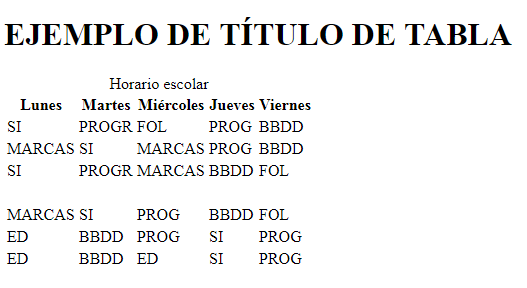 EJEMPLO DE TÍTULO DE TABLA
Horario escolar
Lunes Martes Miércoles Jueves Viernes
SI PROGR FOL PROG BBDD
MARCAS SI MARCAS PROG BBDD
SI PROGR MARCAS BBDD FOL
MARCAS SI PROG BBDD FOL
ED BBDD PROG SI PROG
ED BBDD ED SI PROG